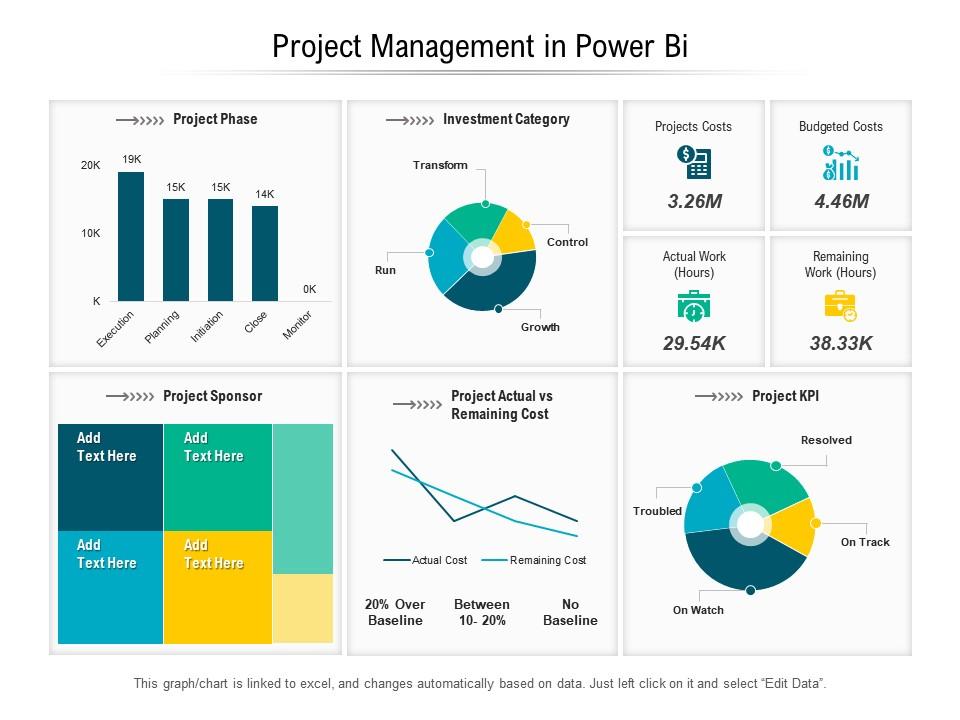 Project Management in Power Bi
Project Phase
20K
10K
K
19K
15K
15K
14K
0K
Execution
Planning
Initiation
Close
Monitor
Investment Category
Transform
Control
Run
Growth
Projects Costs
3.26M
Budgeted Costs
4.46M
Actual Work
(Hours)
29.54K
Remaining
Work (Hours)
38.33K
Project Sponsor
Add
Text Here
Add
Text Here
Add
Text Here
Add
Text Here
Project Actual vs
Remaining Cost
Actual Cost
Remaining Cost
20% Over
Baseline
Between
10- 20%
No
Baseline
Project KPI
Resolved
Troubled
On Track
On Watch
This graph/chart is linked to excel, and changes automatically based on data. Just left click on it and select “Edit Data”.